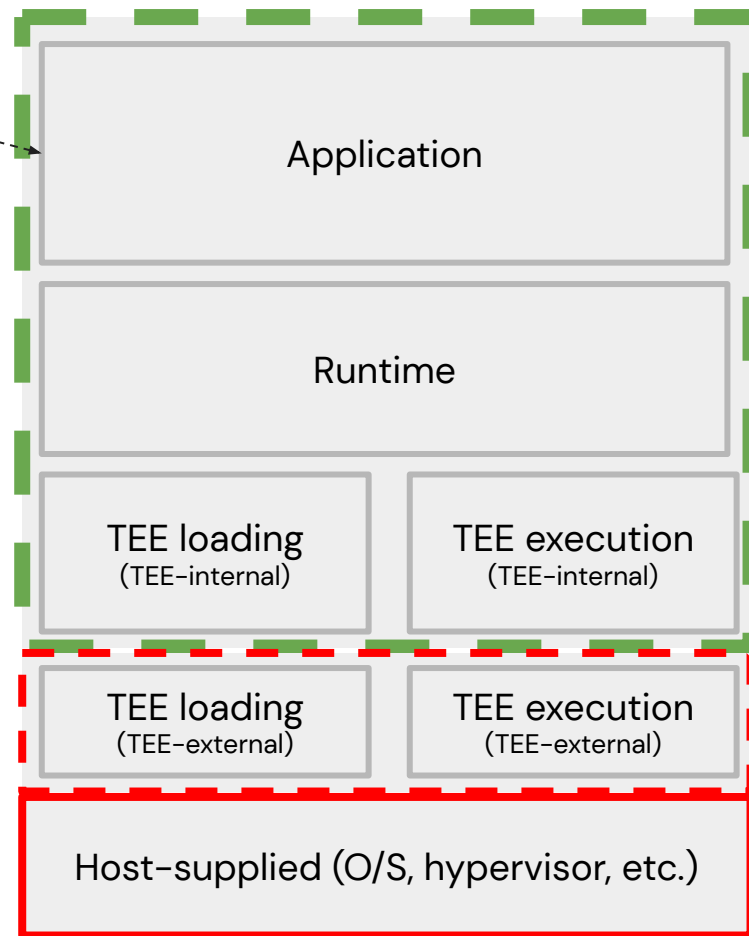 Application
Runtime
TEE loading
(TEE-internal)
TEE execution
(TEE-internal)
TEE loading
(TEE-external)
TEE execution
(TEE-external)
Host-supplied (O/S, hypervisor, etc.)